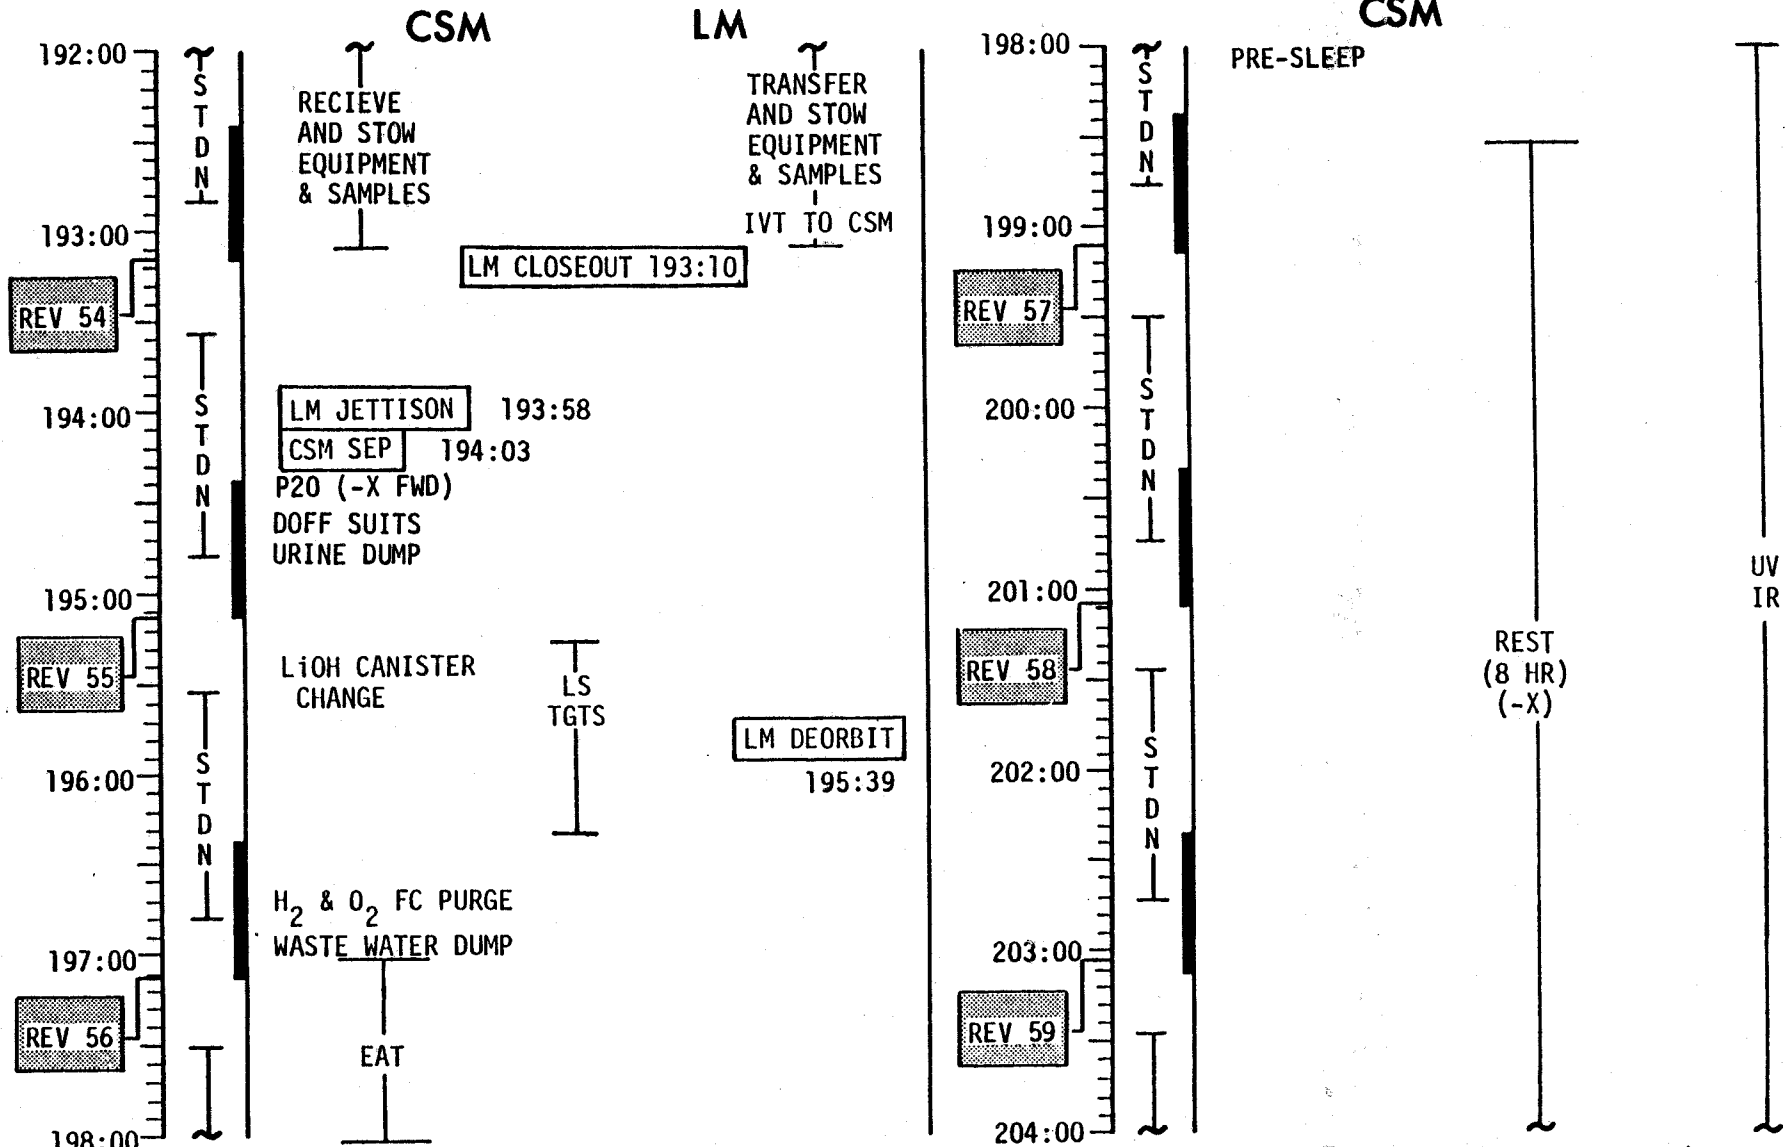 CSM
LM
192:00
STDN
RECIEVE
AND STOW
EQUIPMENT
& SAMPLES
TRANSFER
AND STOW
EQUIPMENT
& SAMPLES
IVT TO CSM
193:00
LM CLOSEOUT 193:10
REV 54
STDN
194:00
LM JETTISON 193:58
CSM SEP 194:03
P20 (-X FWD)
DOFF SUITS
URINE DUMP
195:00
REV 55
LiOH CANISTER
CHANGE
LS
TGTS
LM DEORBIT
195:39
STDN
196:00
H2 & O2 FC PURGE
WASTE WATER DUMP
197:00
REV 56
EAT
198:00
CSM
198:00
PRE-SLEEP
STDN
199:00
REV 57
STDN
200:00
201:00
UV
IR
REV 58
REST
(8 HR)
(-X)
STDN
202:00
203:00
REV 59
204:00